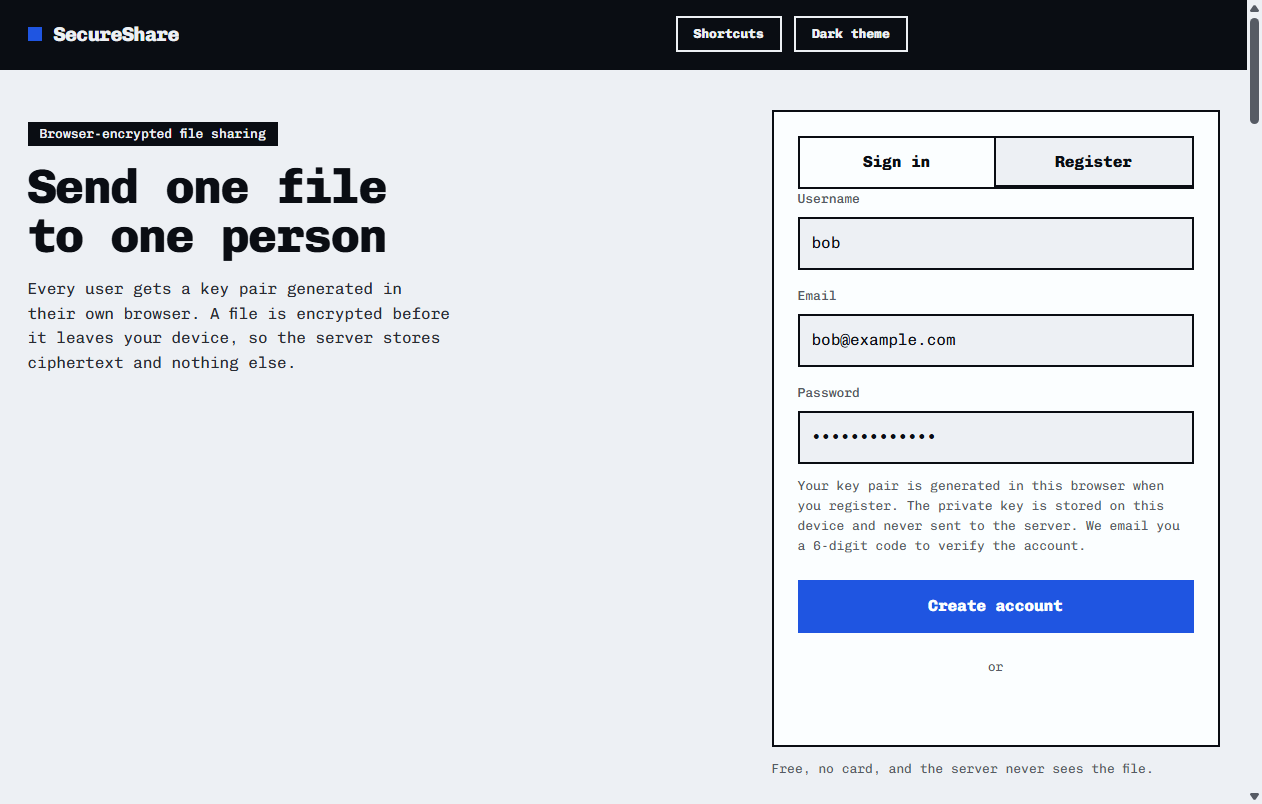 SecureShare
Shortcuts
Dark theme
Browser-encrypted file sharing
Send one file
to one person
Every user gets a key pair generated in
their own browser. A file is encrypted before
it leaves your device, so the server stores
ciphertext and nothing else.
Sign in
Register
Username
bob
Email
bob@example.com
Password
•••••••••••••
Your key pair is generated in this browser when
you register. The private key is stored on this
device and never sent to the server. We email you
a 6-digit code to verify the account.
Create account
or
Free, no card, and the server never sees the file.